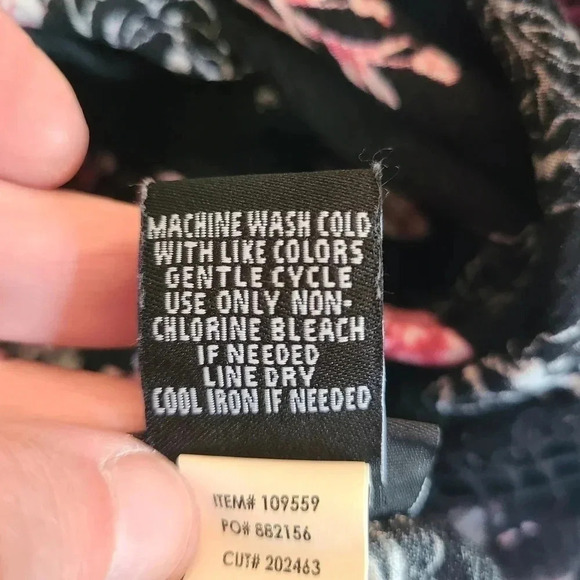 MACHINE WASH COLD
WITH LIKE COLORS
GENTLE CYCLE
USE ONLY NON-
CHLORINE BLEACH
IF NEEDED
LINE DRY
COOL IRON IF NEEDED
ITEM# 109559
PO# 882156
CUT# 202463